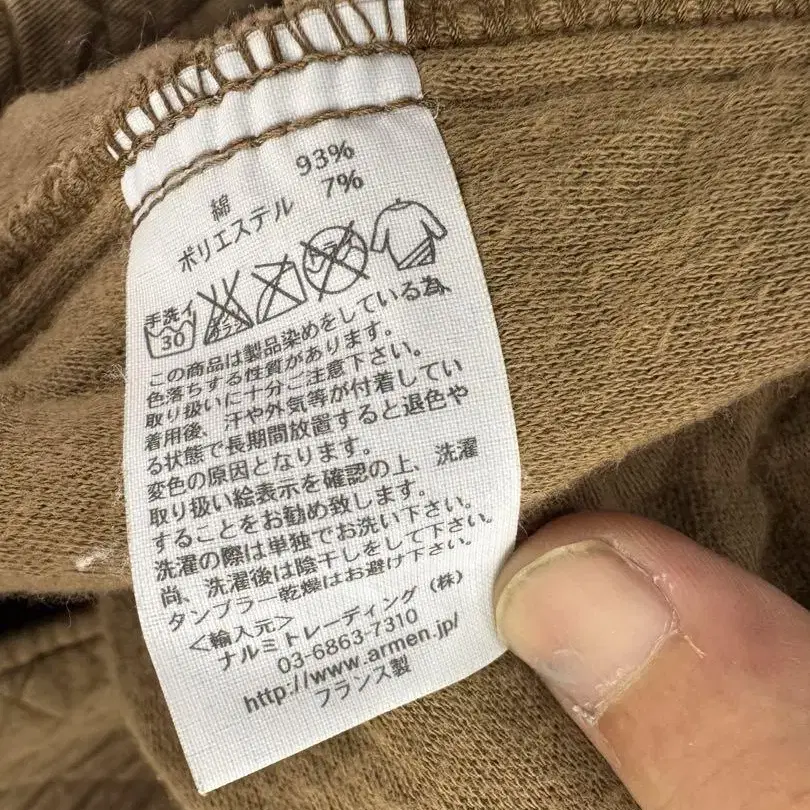 綿 93%
ポリエステル 7%
手洗イ
30
この商品は製品染めをしている為、
色落ちする性質があります。
取り扱いに十分ご注意下さい。
着用後、汗や外気等が付着してい
る状態で長期間放置すると退色や
変色の原因となります。
取り扱い絵表示を確認の上、洗濯
することをお勧め致します。
洗濯の際は単独でお洗い下さい。
尚、洗濯後は陰干しをして下さい。
タンブラー乾燥はお避け下さい。
<輸入元>
ナルミトレーディング(株)
03-6863-7310
http://www.armen.jp/
フランス製